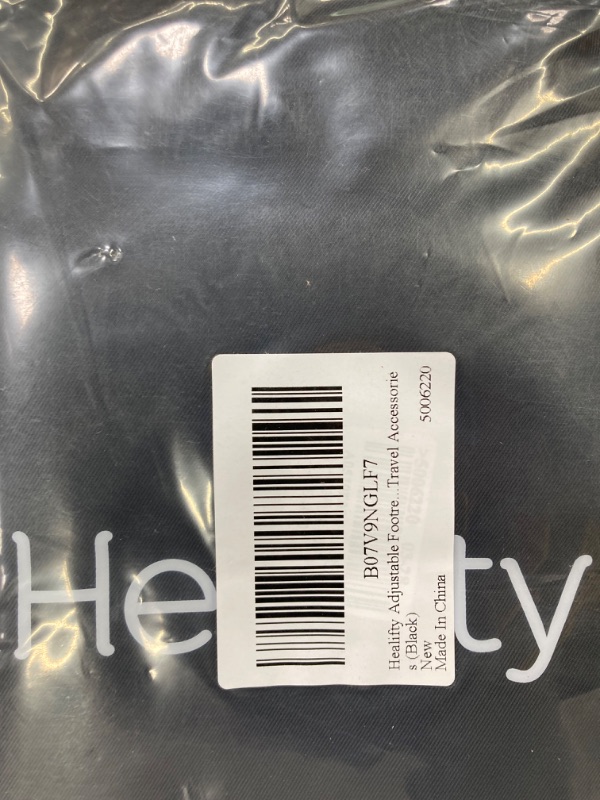 He ty
B07V9NGLF7
Healifty Adjustable Footre...Travel Accessorie
s (Black)
New
Made In China
5006220